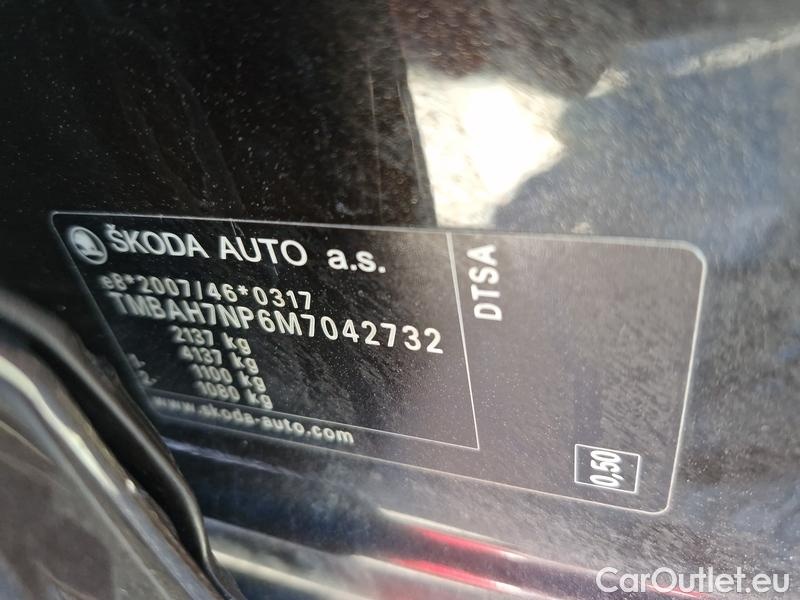 ŠKODA AUTO a.s.
e8*2007/46*0317
TMBAH7NP6M7042732
2137 kg
4137 kg
1100 kg
1080 kg
www.skoda-auto.com
DTSA
0,50
CarOutlet.eu